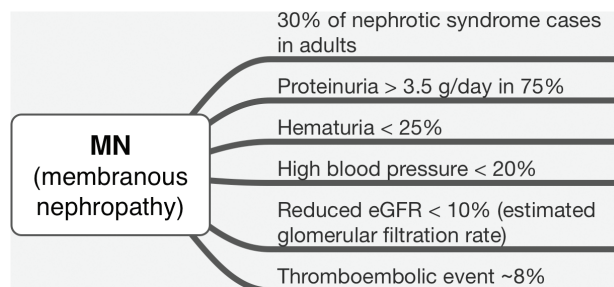 30% of nephrotic syndrome cases
in adults
Proteinuria > 3.5 g/day in 75%
Hematuria < 25%
MN
(membranous
nephropathy)
High blood pressure < 20%
Reduced eGFR < 10% (estimated
glomerular filtration rate)
Thromboembolic event ~8%